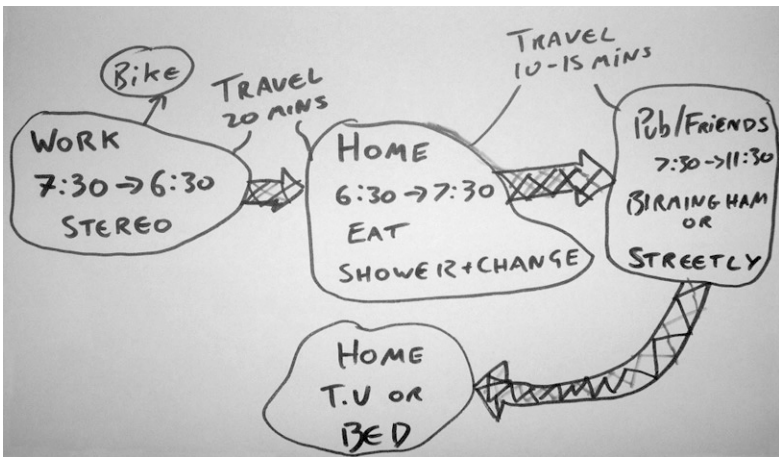 Bike
TRAVEL
20 MINS
TRAVEL
10-15 MINS
WORK
7:30 → 6:30
STEREO
HOME
6:30 → 7:30
EAT
SHOWER + CHANGE
Pub/FRIENDS
7:30 → 11:30
BIRMINGHAM
OR
STREETLY
HOME
T.V OR
BED